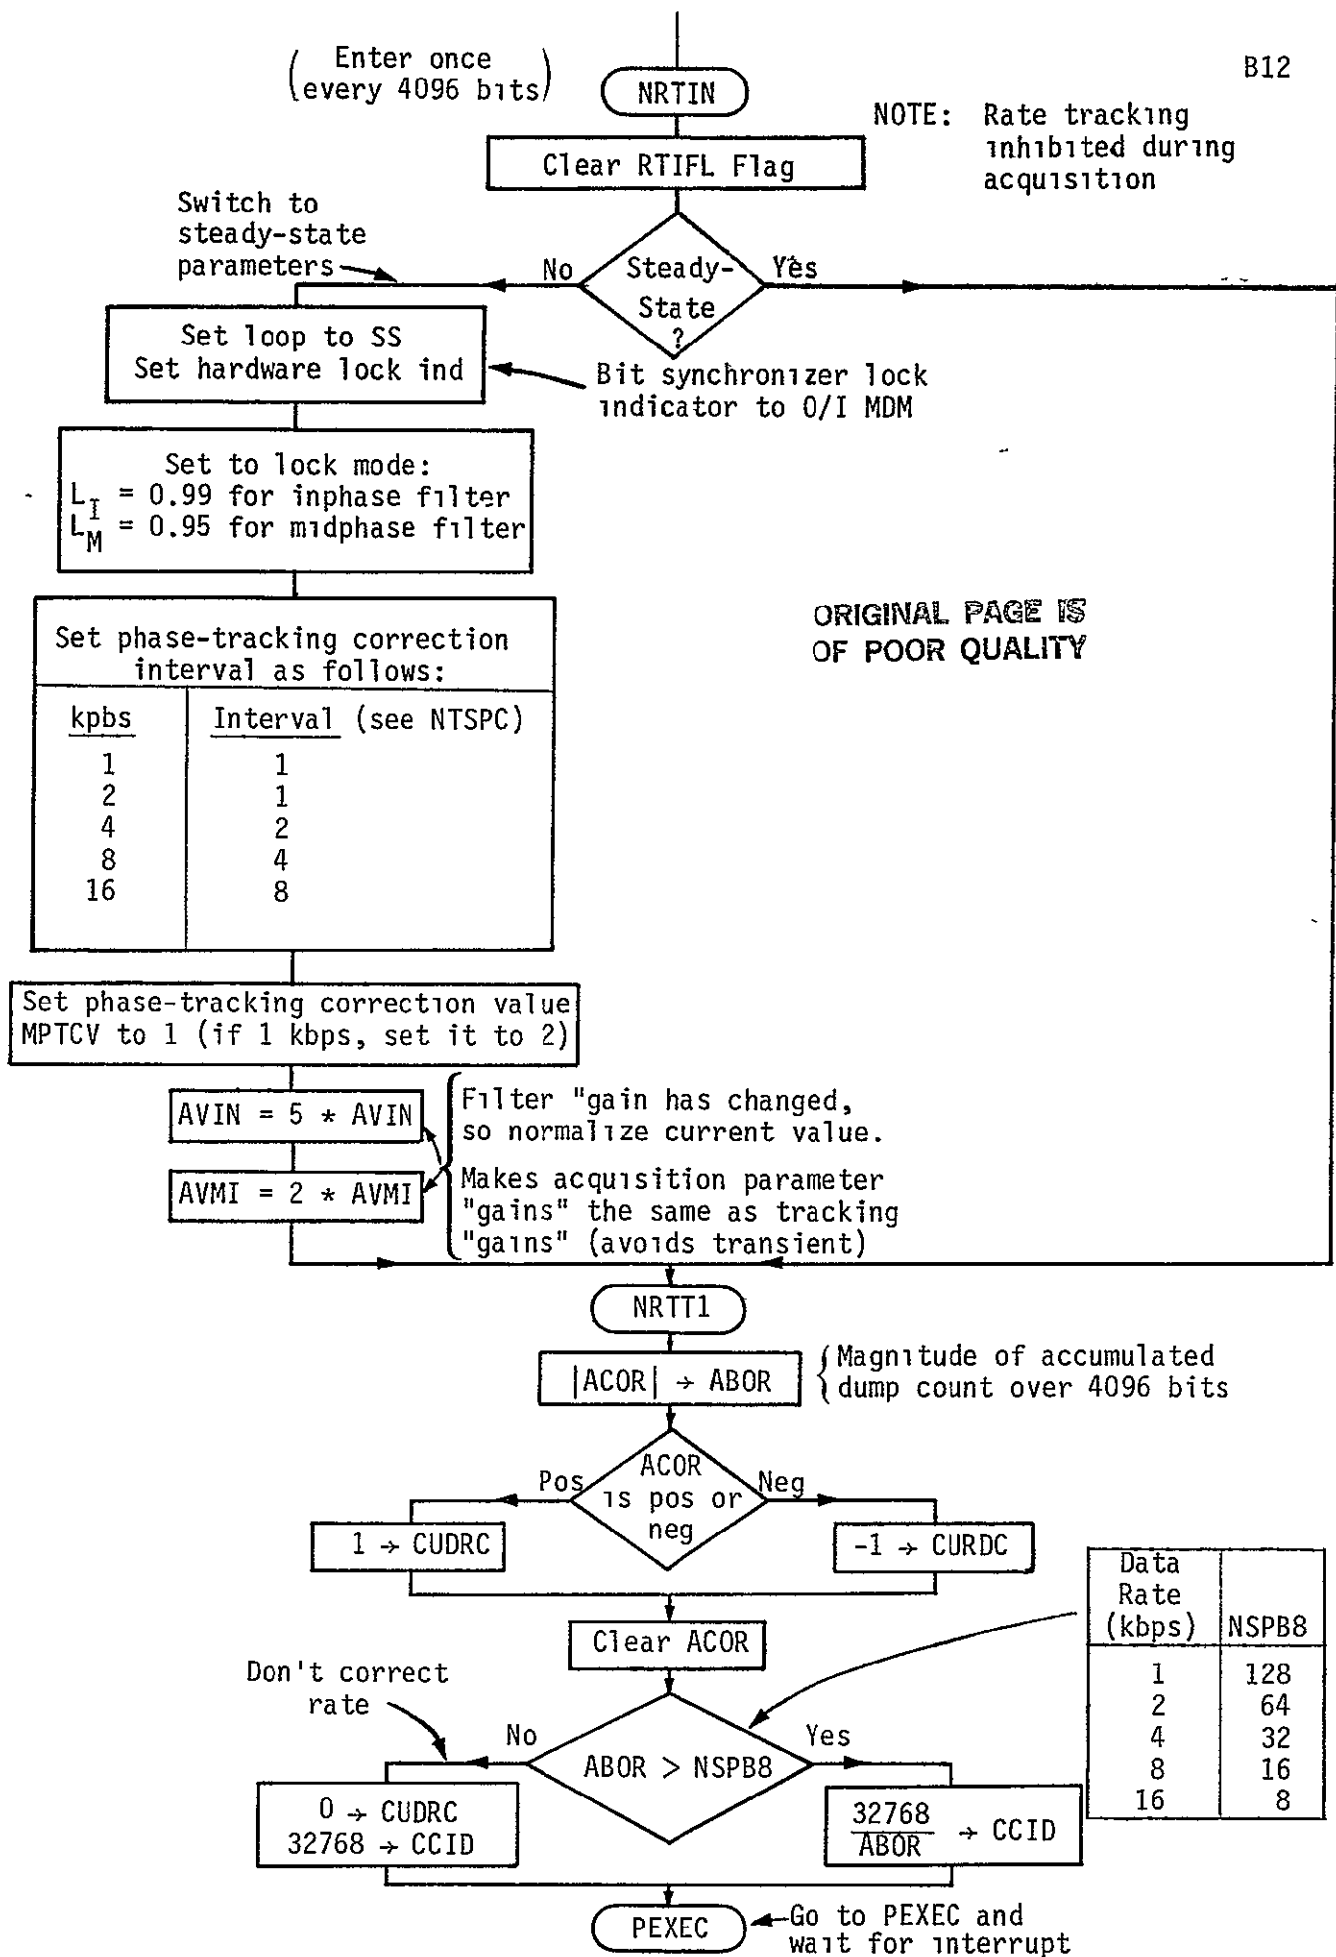 (Enter once
every 4096 bits)
B12
NRTIN
NOTE: Rate tracking
inhibited during
acquisition
Clear RTIFL Flag
Switch to
steady-state
parameters
No
Steady-
State
?
Yes
Set loop to SS
Set hardware lock ind
Bit synchronizer lock
indicator to O/I MDM
Set to lock mode:
L_I = 0.99 for inphase filter
L_M = 0.95 for midphase filter
ORIGINAL PAGE IS
OF POOR QUALITY
Set phase-tracking correction
interval as follows:
kpbs Interval (see NTSPC)
1 1
2 1
4 2
8 4
16 8
Set phase-tracking correction value
MPTCV to 1 (if 1 kbps, set it to 2)
AVIN = 5 * AVIN
AVMI = 2 * AVMI
Filter "gain has changed,
so normalize current value.
Makes acquisition parameter
"gains" the same as tracking
"gains" (avoids transient)
NRTT1
|ACOR| → ABOR
Magnitude of accumulated
dump count over 4096 bits
Pos
ACOR
is pos or
neg
Neg
1 → CUDRC
-1 → CURDC
Clear ACOR
Data
Rate
(kbps) NSPB8
1 128
2 64
4 32
8 16
16 8
Don't correct
rate
No
ABOR > NSPB8
Yes
0 → CUDRC
32768 → CCID
32768
ABOR → CCID
PEXEC
Go to PEXEC and
wait for interrupt